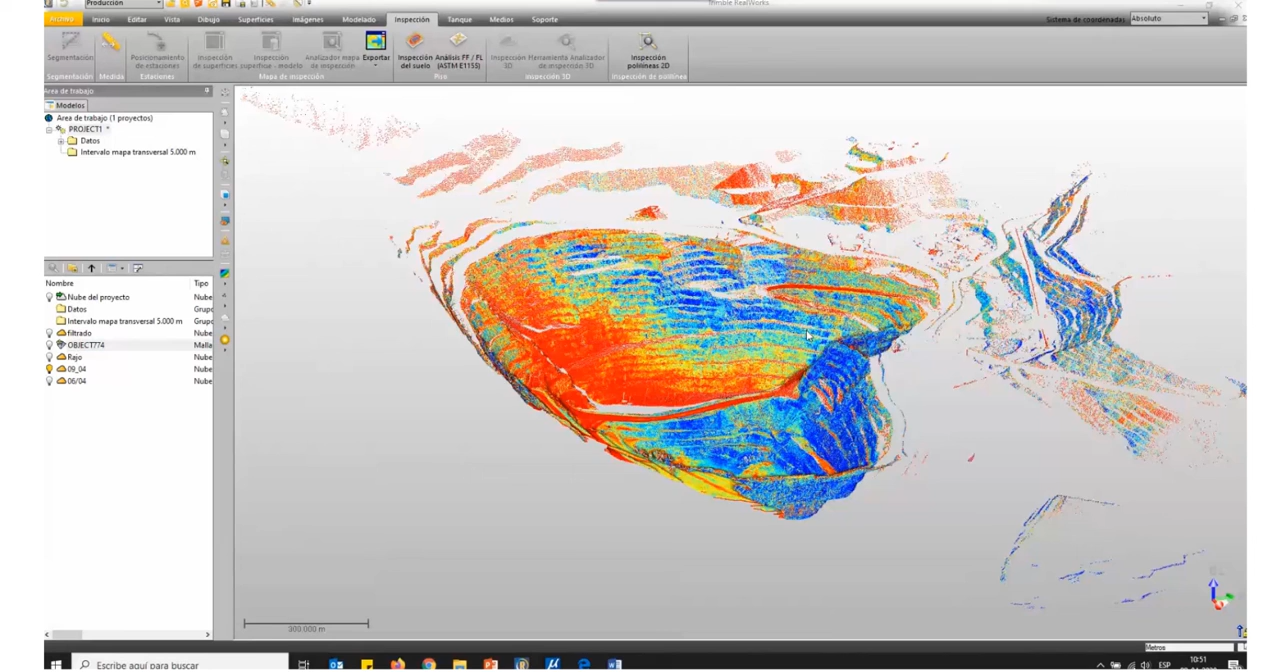 Producción
Trimble RealWorks
Archivo Inicio Editar Vista Dibujo Superficies Imágenes Modelado Inspección Tanque Medios Soporte
Sistema de coordenadas: Absoluto
Segmentación
Posicionamiento de estaciones
Inspección de superficies
Inspección superficie - modelo
Analizador mapa de inspección
Exportar
Inspección del suelo
Análisis FF / FL (ASTM E1155)
Inspección 3D
Herramienta Analizador de inspección 3D
Inspección polilíneas 2D
Segmentación Medida Estaciones Mapa de inspección Piso Inspección 3D Inspección de polilínea
Área de trabajo
Modelos
Área de trabajo (1 proyectos)
PROJECT1 *
Datos
Intervalo mapa transversal 5.000 m
Nombre Tipo
Nube del proyecto Nube
Datos Grupo
Intervalo mapa transversal 5.000 m Grupo
filtrado Nube
OBJECT774 Malla
Rajo Nube
09_04 Nube
06/04 Nube
300.000 m
Metros
Escribe aquí para buscar
ESP
10:51